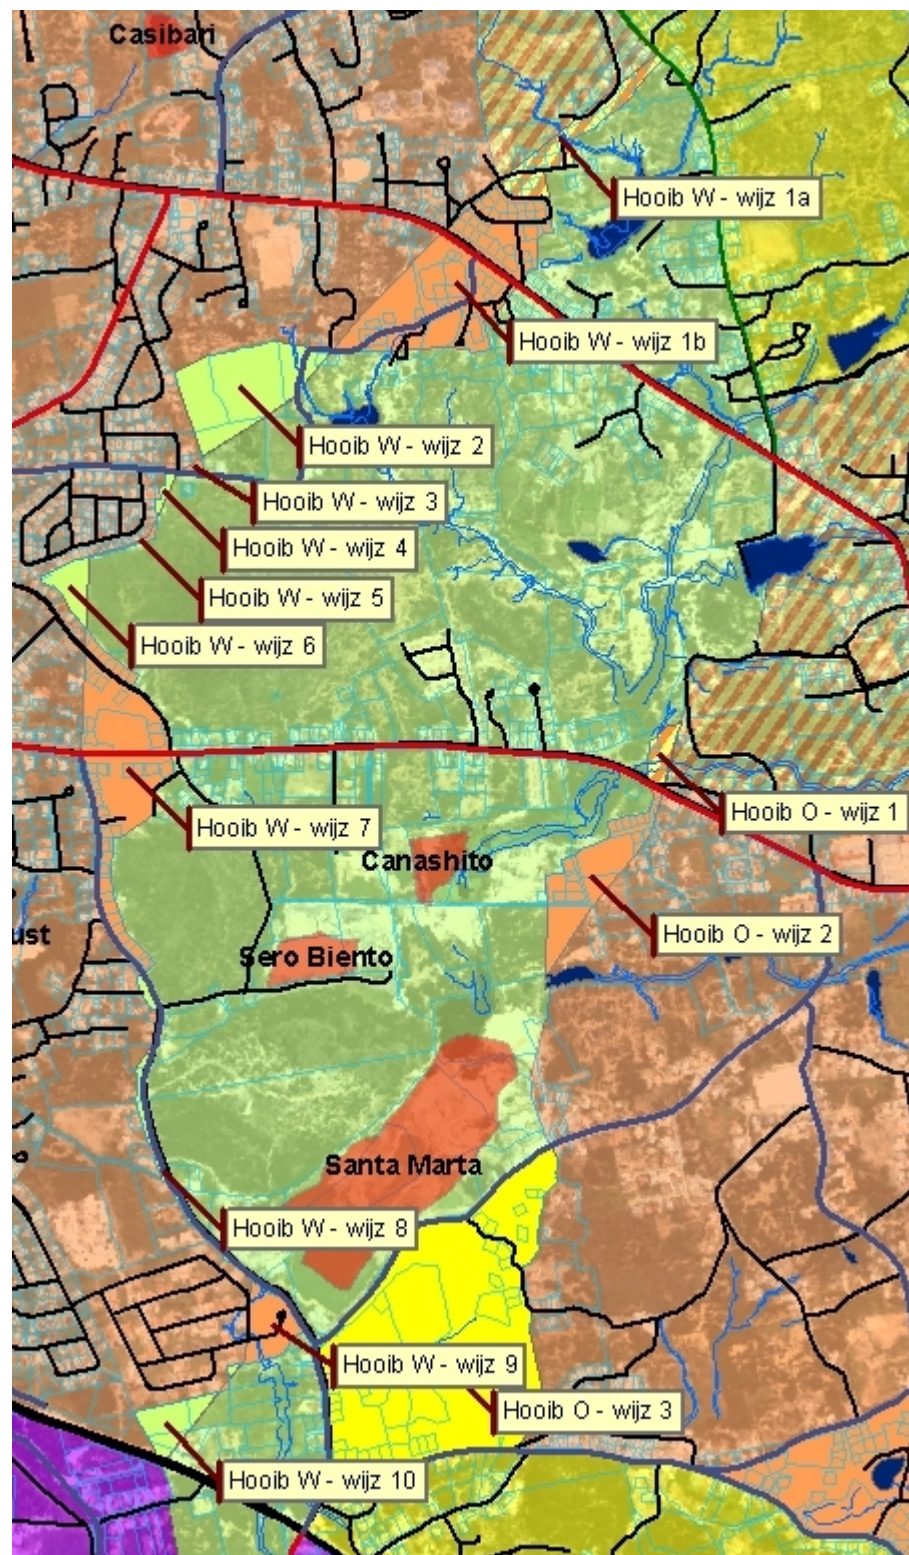 Casibari
Hooib W - wijz 1a
Hooib W - wijz 1b
Hooib W - wijz 2
Hooib W - wijz 3
Hooib W - wijz 4
Hooib W - wijz 5
Hooib W - wijz 6
Hooib O - wijz 1
Hooib W - wijz 7
Canashito
Hooib O - wijz 2
ust
Sero Biento
Santa Marta
Hooib W - wijz 8
Hooib W - wijz 9
Hooib O - wijz 3
Hooib W - wijz 10